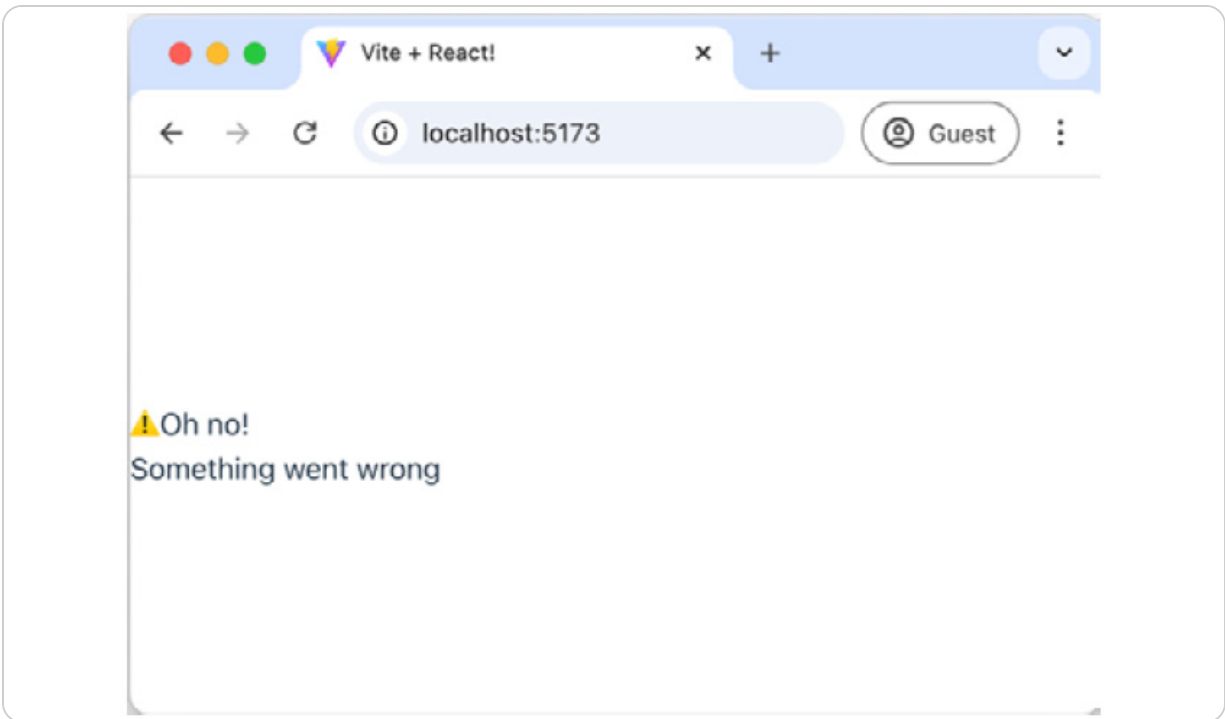 Vite + React!
localhost:5173
Guest
⚠️Oh no!
Something went wrong